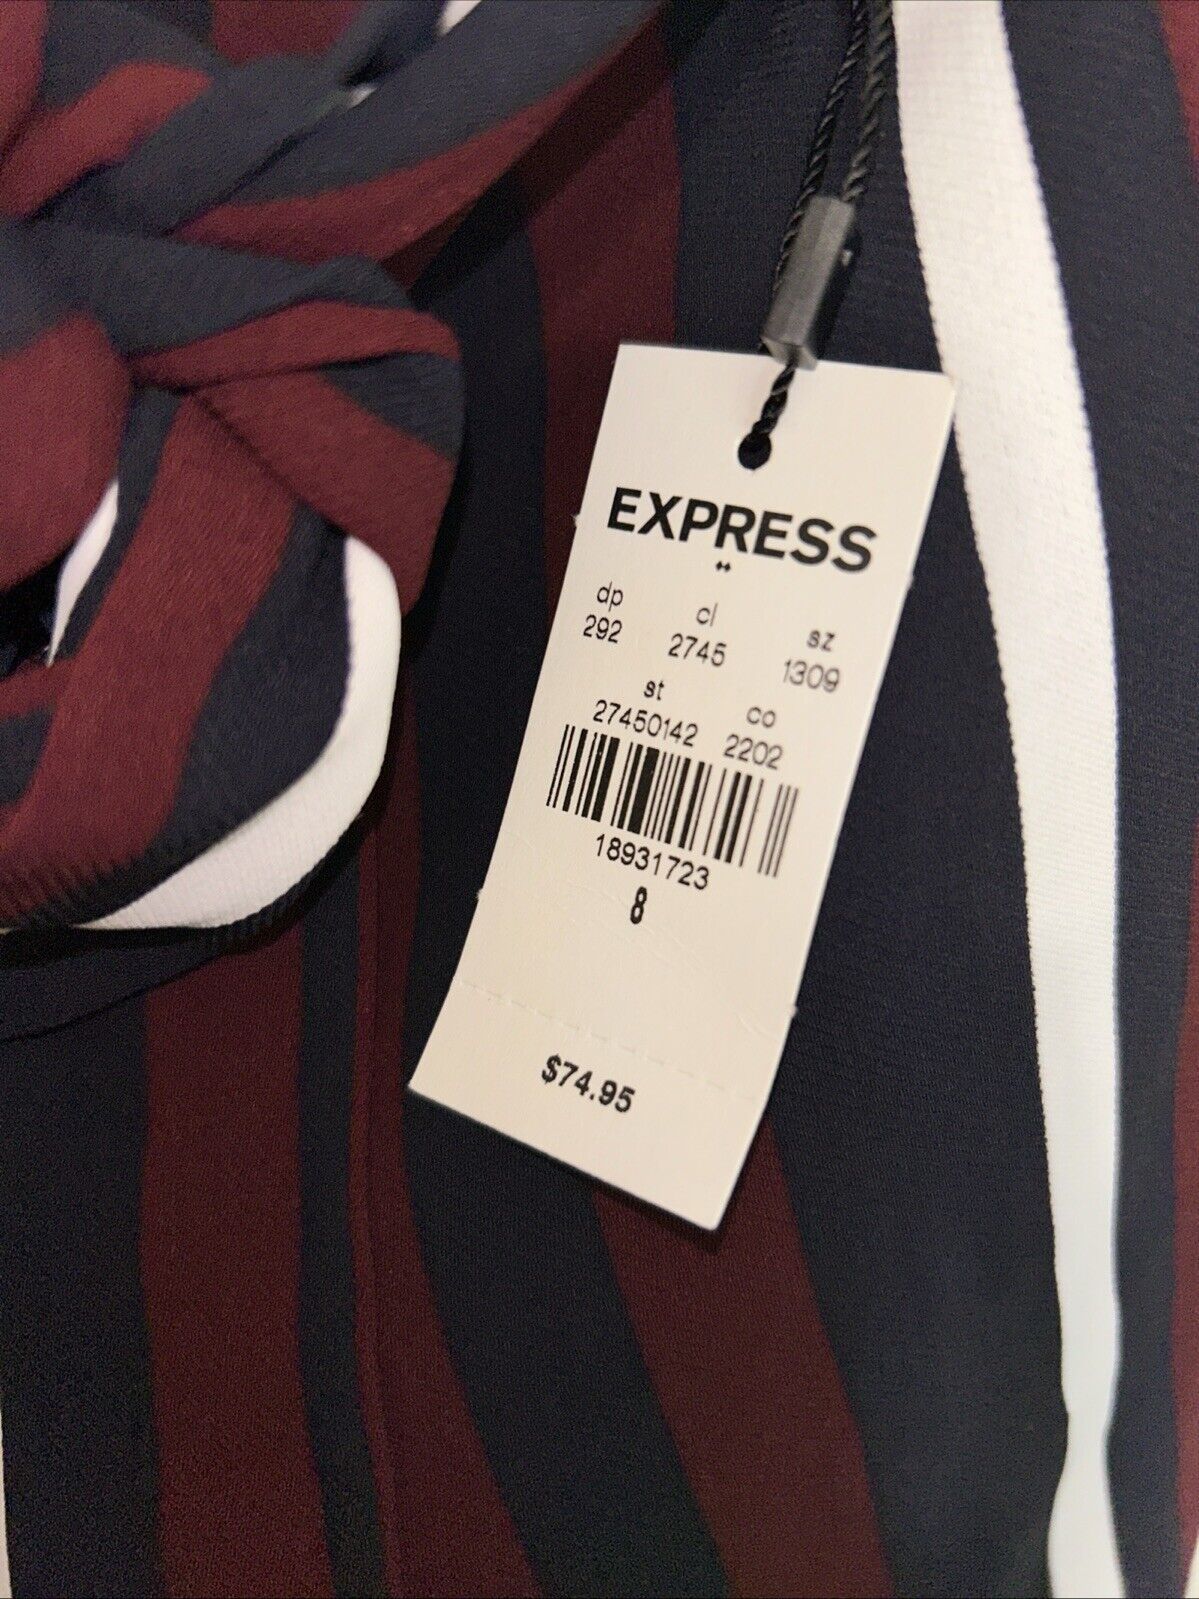 EXPRESS
dp cl sz
292 2745 1309
st co
27450142 2202
18931723
8
$74.95